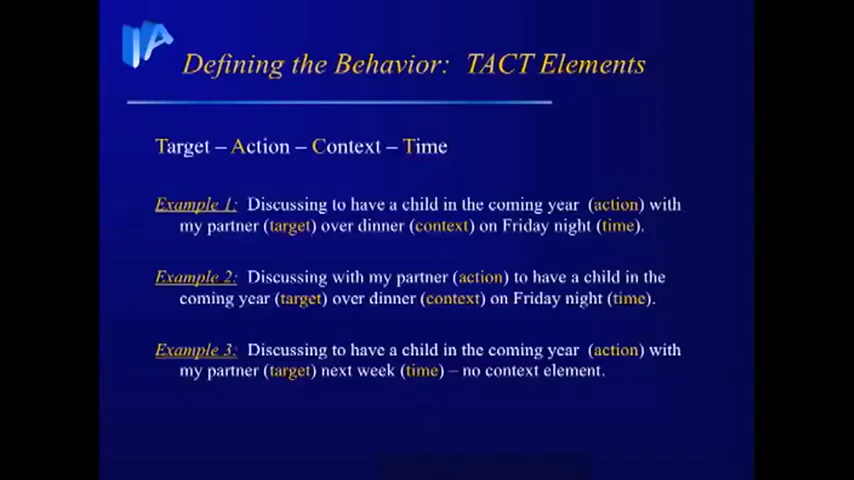 Defining the Behavior: TACT Elements
Target – Action – Context – Time
Example 1: Discussing to have a child in the coming year (action) with
my partner (target) over dinner (context) on Friday night (time).
Example 2: Discussing with my partner (action) to have a child in the
coming year (target) over dinner (context) on Friday night (time).
Example 3: Discussing to have a child in the coming year (action) with
my partner (target) next week (time) – no context element.